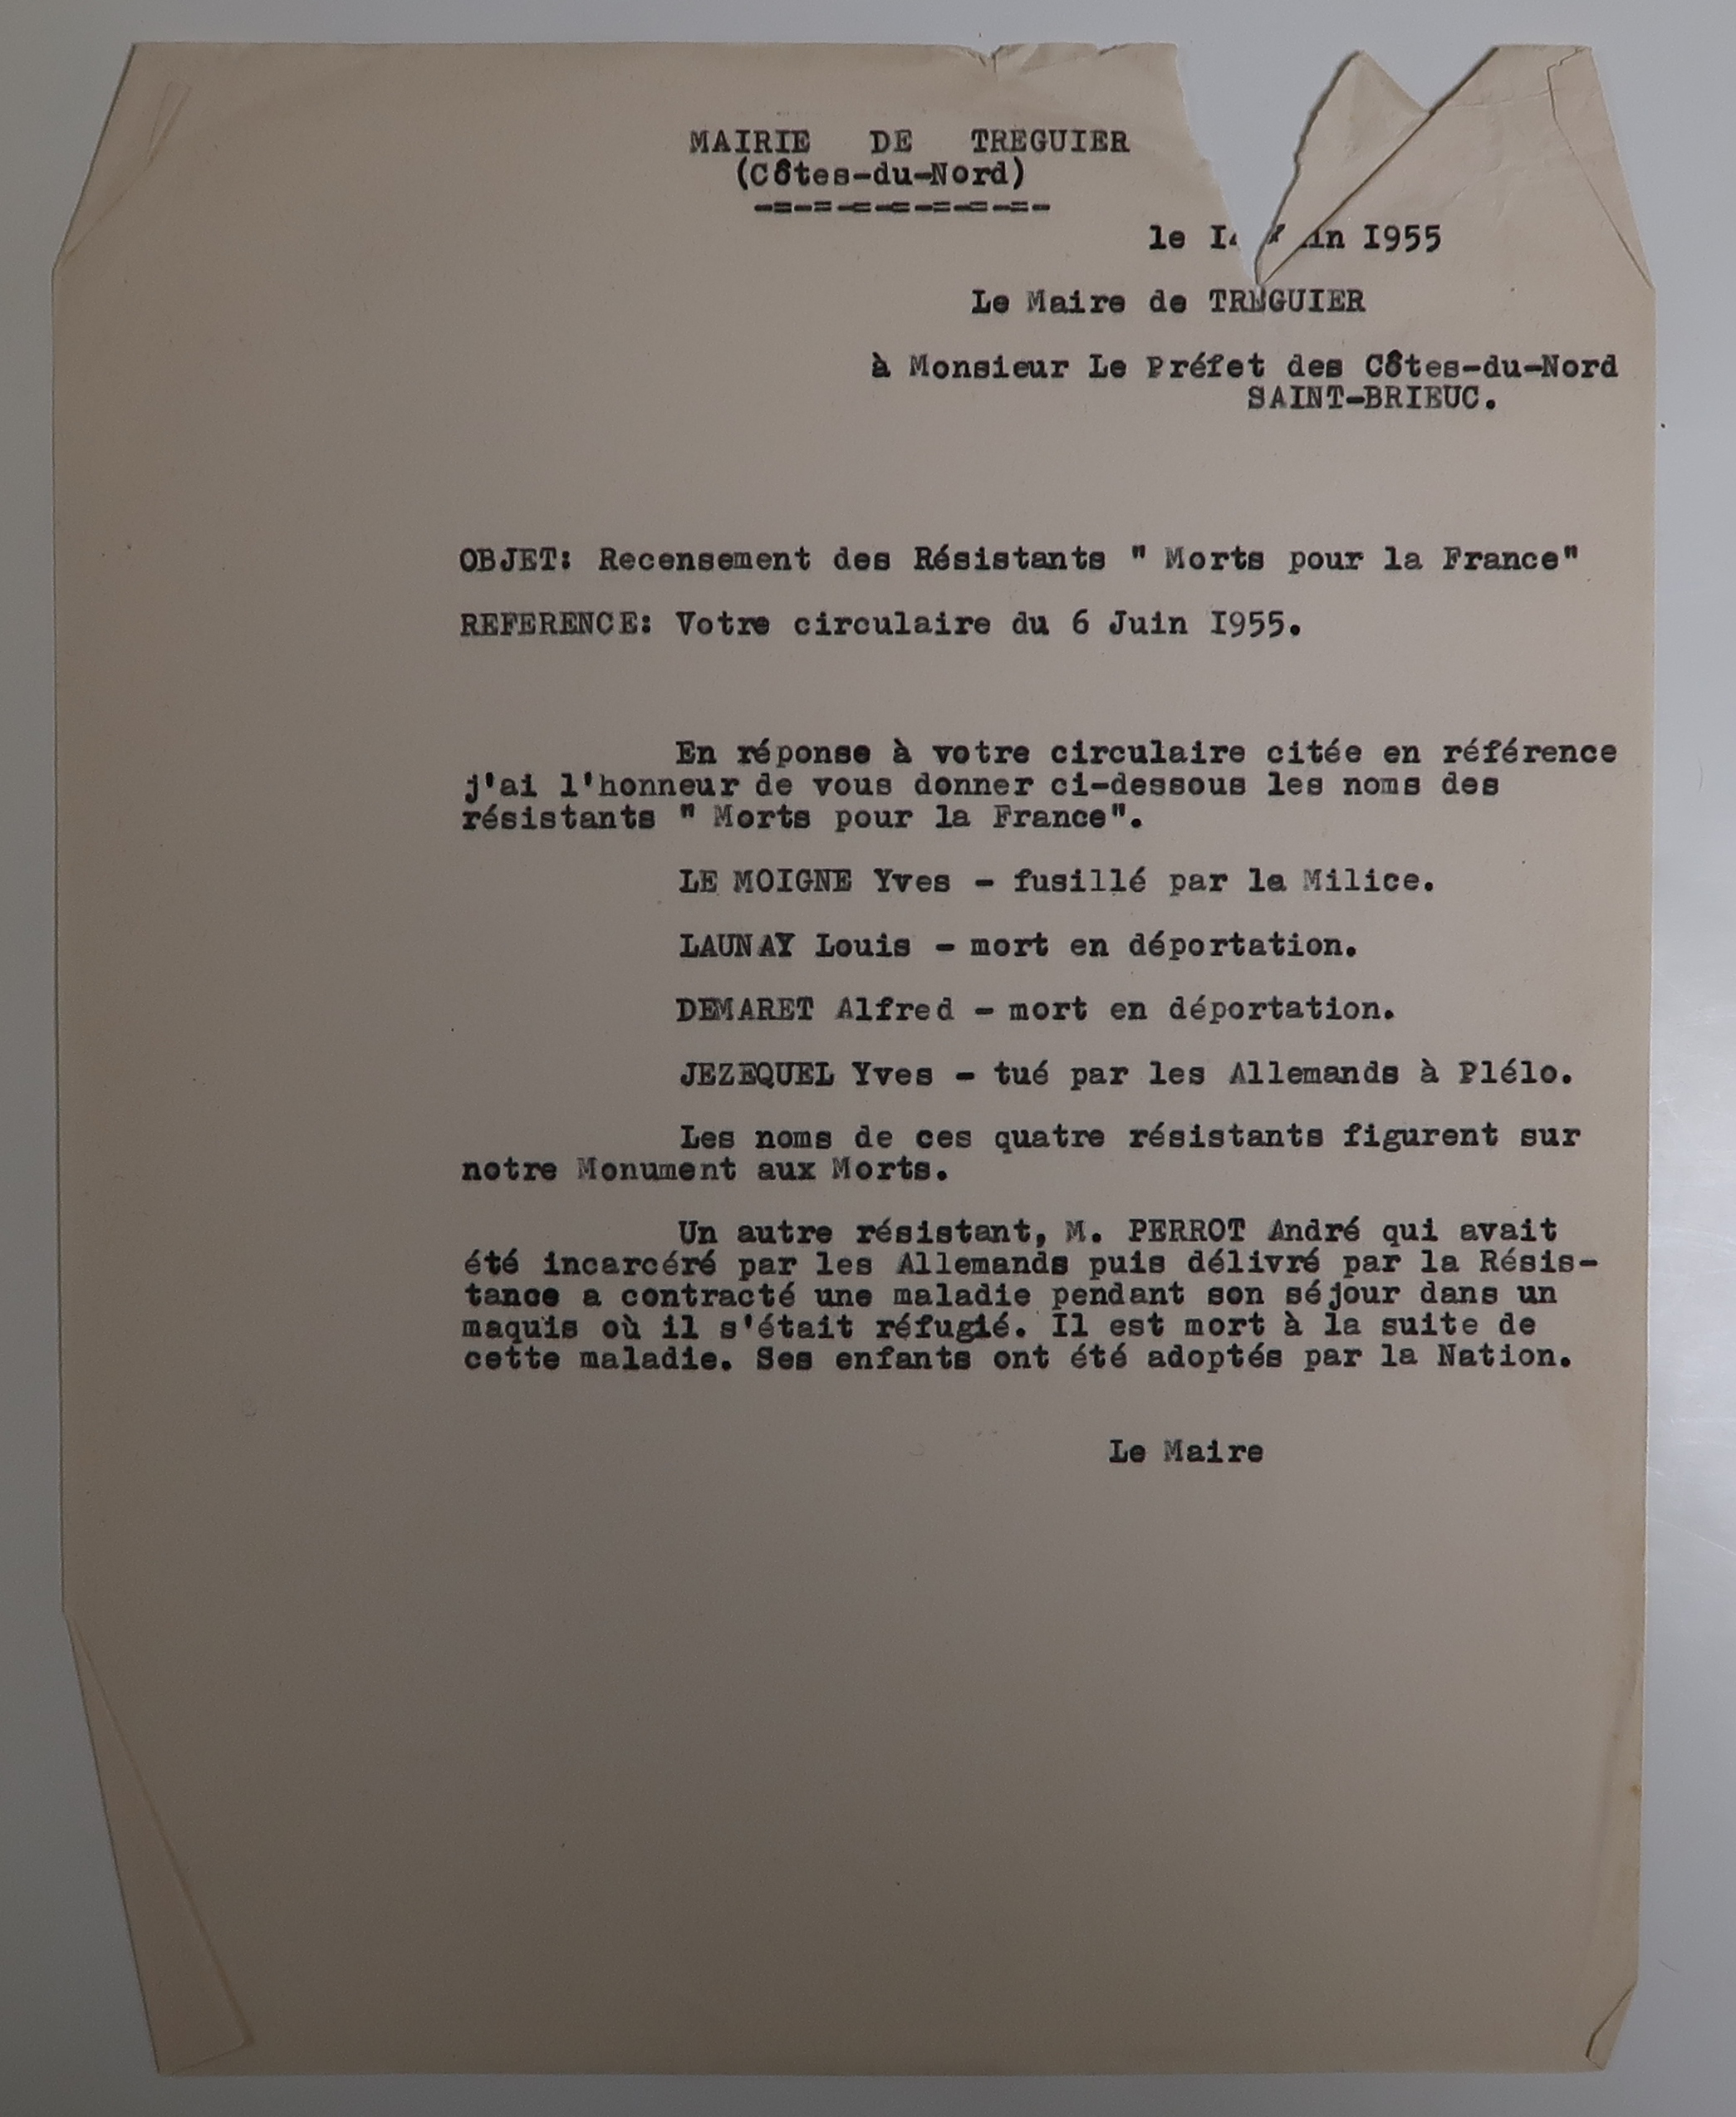 MAIRIE DE TREGUIER
(Côtes-du-Nord)
-=-=-=-=-=-=-=-
le 1955
Le Maire de TREGUIER
à Monsieur Le Préfet des Côtes-du-Nord
SAINT-BRIEUC.
OBJET: Recensement des Résistants " Morts pour la France"
REFERENCE: Votre circulaire du 6 Juin I955.
En réponse à votre circulaire citée en référence
j'ai l'honneur de vous donner ci-dessous les noms des
résistants " Morts pour la France".
LE MOIGNE Yves - fusillé par la Milice.
LAUNAY Louis - mort en déportation.
DEMARET Alfred - mort en déportation.
JEZEQUEL Yves - tué par les Allemands à Plélo.
Les noms de ces quatre résistants figurent sur
notre Monument aux Morts.
Un autre résistant, M. PERROT André qui avait
été incarcéré par les Allemands puis délivré par la Résis-
tance a contracté une maladie pendant son séjour dans un
maquis où il s'était réfugié. Il est mort à la suite de
cette maladie. Ses enfants ont été adoptés par la Nation.
Le Maire